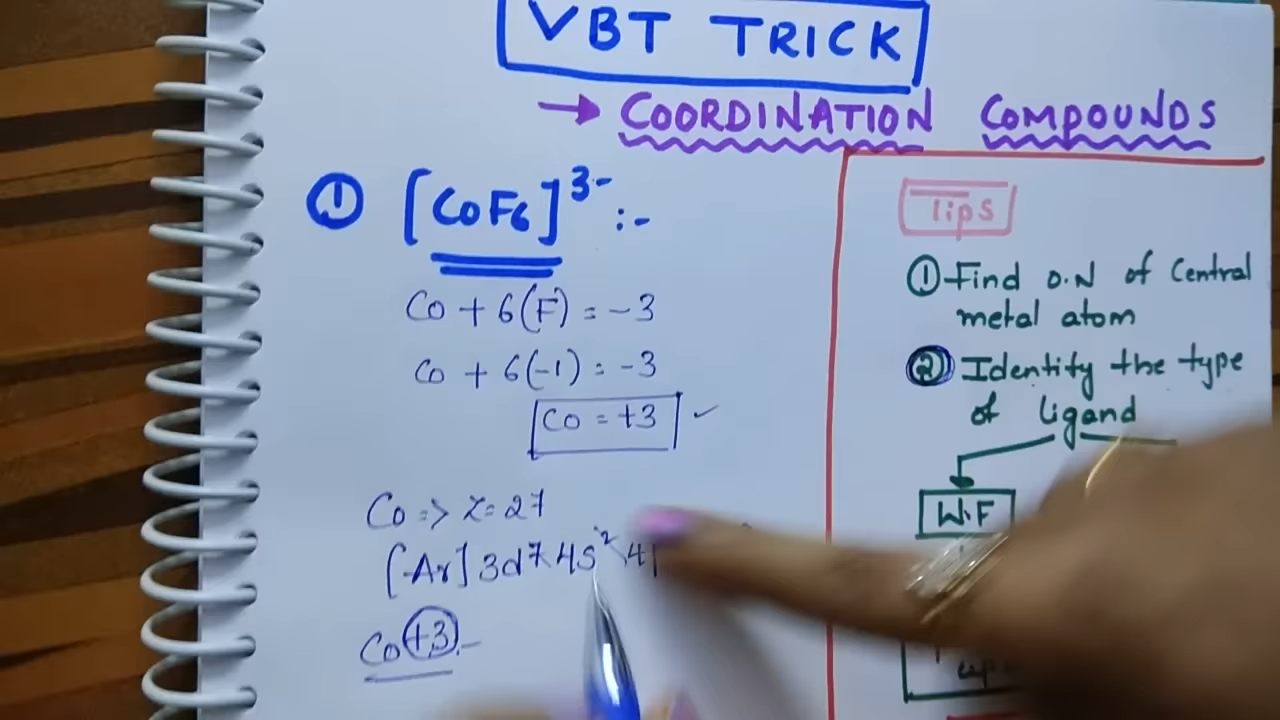 VBT TRICK
→ COORDINATION COMPOUNDS
① [CoF6]³⁻ :-
Co + 6(F) = -3
Co + 6(-1) = -3
Co = +3 ✓
Co => Z = 27
[Ar] 3d⁷ 4s² 4p
Co +3 -
Tips
① Find O.N of Central
metal atom
② Identify the type
of ligand
W.F